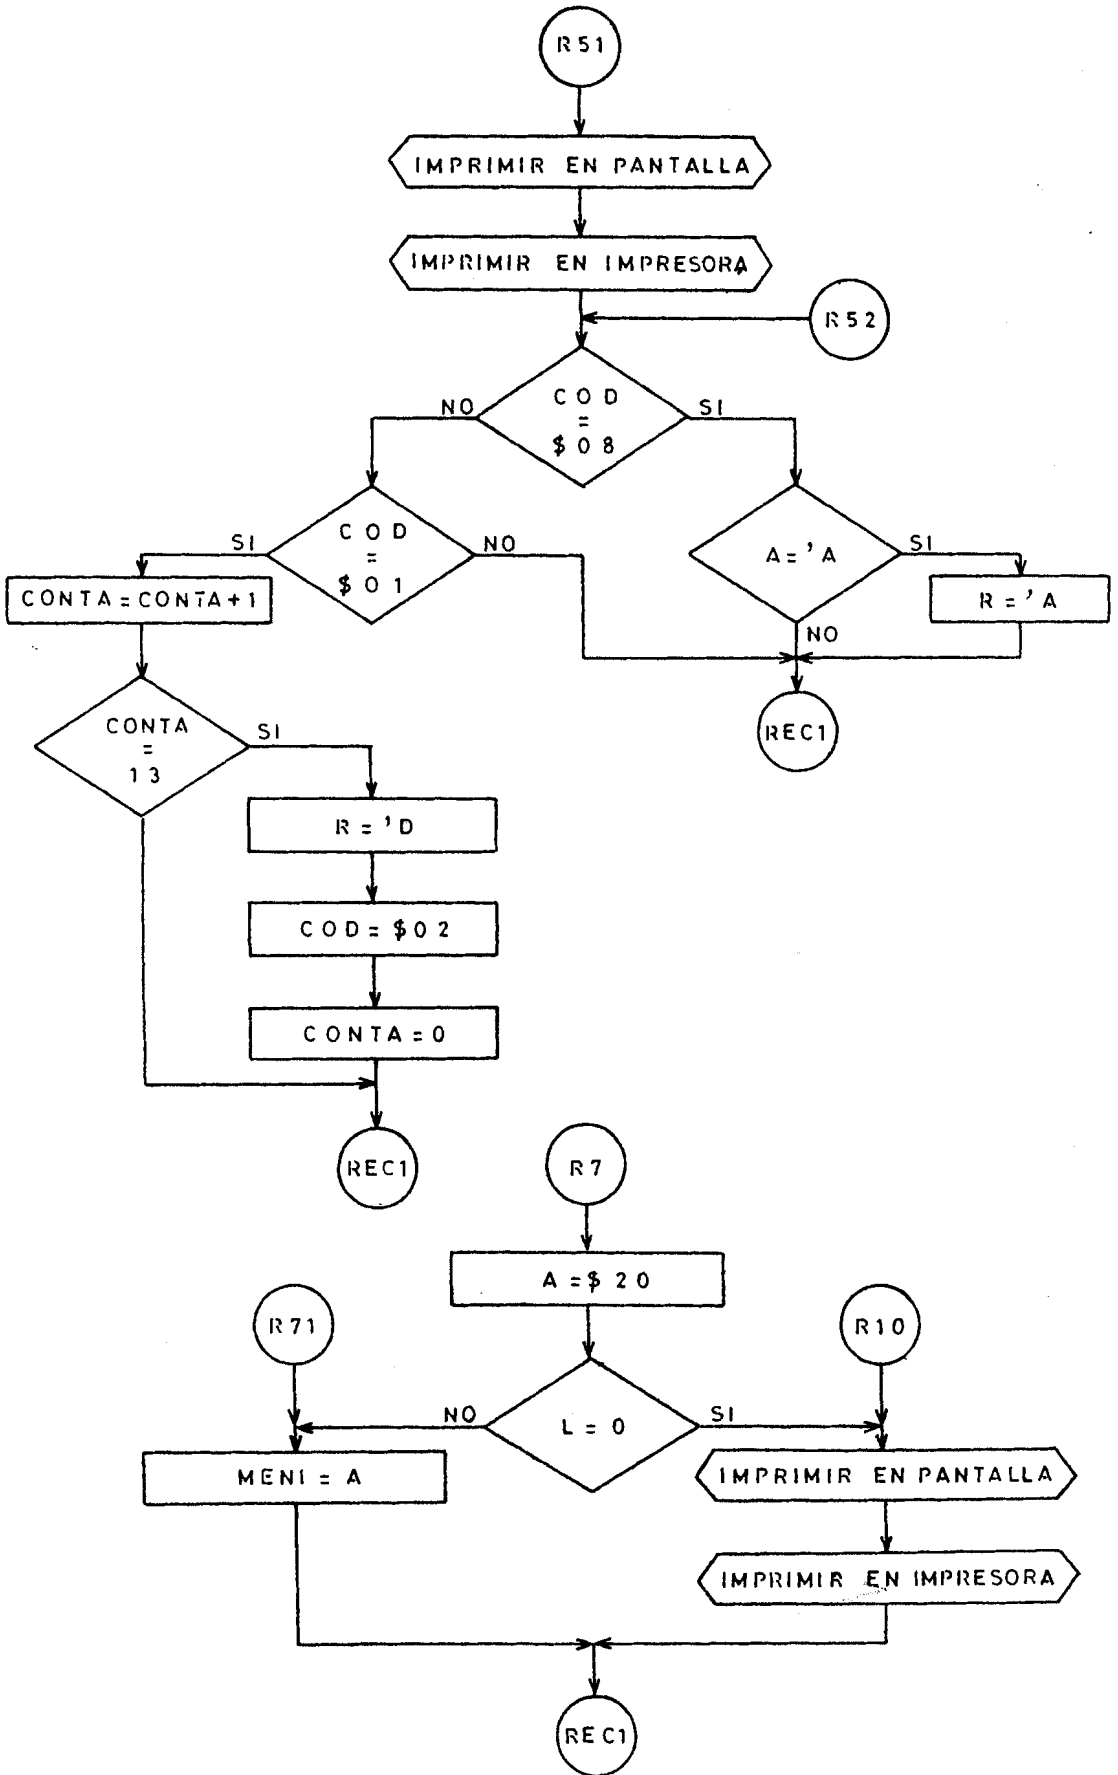 R51
IMPRIMIR EN PANTALLA
IMPRIMIR EN IMPRESORA
R52
COD
=
$08
NO
SI
COD
=
$01
SI
NO
A='A
SI
NO
CONTA=CONTA+1
R='A
REC1
CONTA
=
13
SI
R='D
COD=$02
CONTA=0
REC1
R7
A=$20
R71
R10
L=0
NO
SI
MENI=A
IMPRIMIR EN PANTALLA
IMPRIMIR EN IMPRESORA
REC1